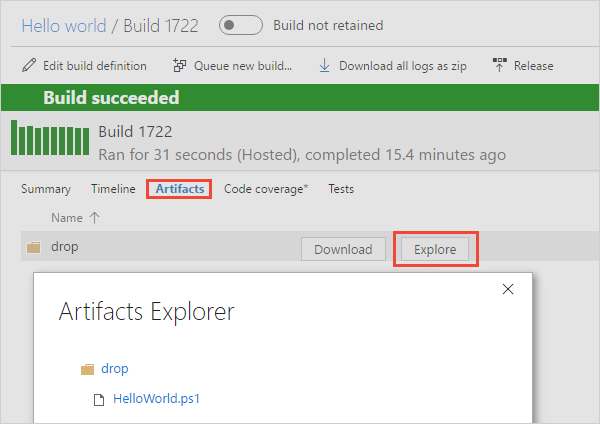 Hello world / Build 1722 Build not retained
Edit build definition Queue new build... Download all logs as zip Release
Build succeeded
Build 1722
Ran for 31 seconds (Hosted), completed 15.4 minutes ago
Summary Timeline Artifacts Code coverage* Tests
Name
drop Download Explore
Artifacts Explorer
drop
HelloWorld.ps1